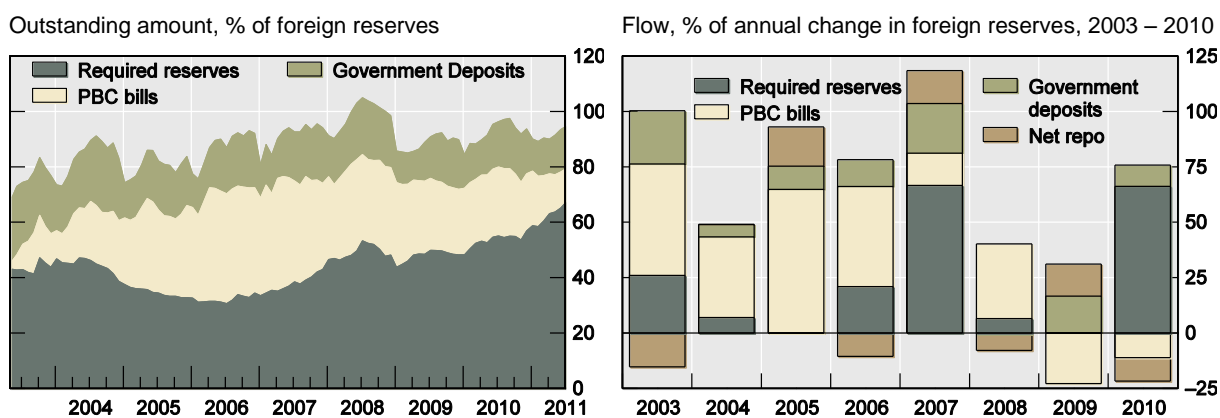 Outstanding amount, % of foreign reserves
Required reserves
Government Deposits
PBC bills
120
100
80
60
40
20
0
2004 2005 2006 2007 2008 2009 2010 2011
Flow, % of annual change in foreign reserves, 2003 – 2010
Required reserves
PBC bills
Government
deposits
Net repo
125
100
75
50
25
0
–25
2003 2004 2005 2006 2007 2008 2009 2010